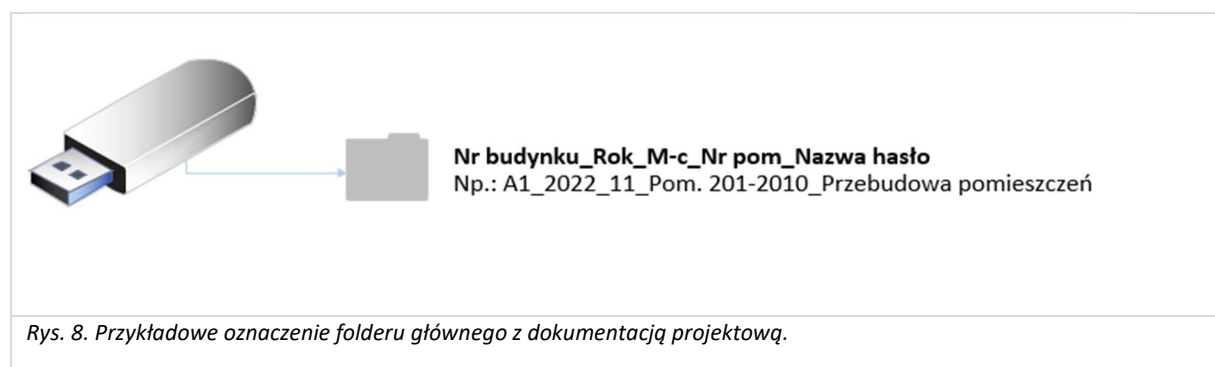 Nr budynku_Rok_M-c_Nr pom_Nazwa hasło
Np.: A1_2022_11_Pom. 201-2010_Przebudowa pomieszczeń
Rys. 8. Przykładowe oznaczenie folderu głównego z dokumentacją projektową.